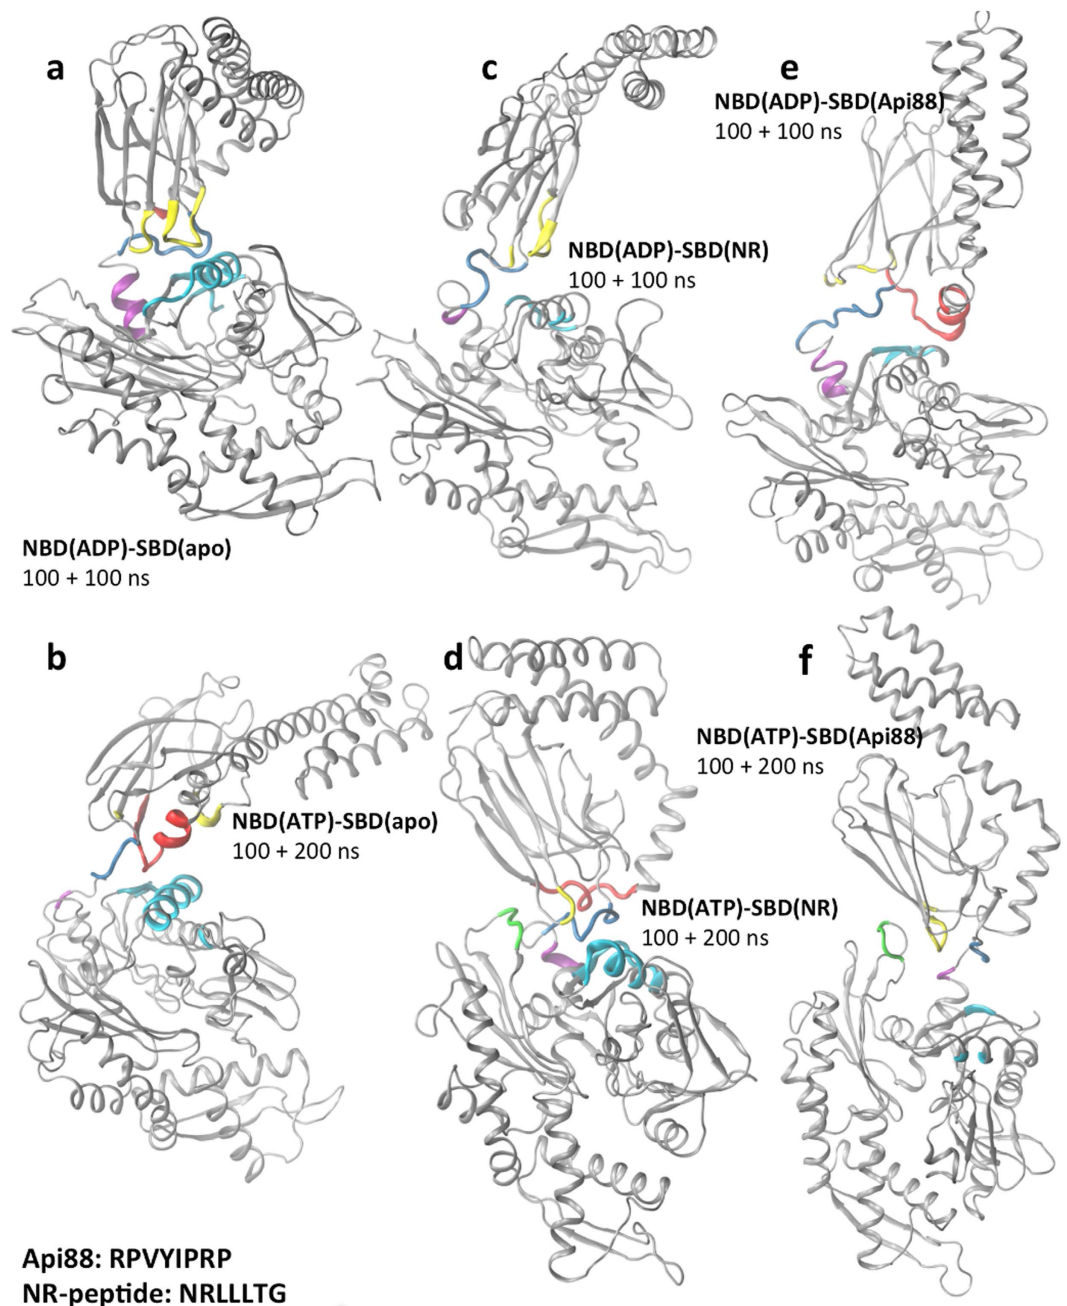 a
NBD(ADP)-SBD(apo)
100 + 100 ns
c
NBD(ADP)-SBD(NR)
100 + 100 ns
e
NBD(ADP)-SBD(Api88)
100 + 100 ns
b
NBD(ATP)-SBD(apo)
100 + 200 ns
d
NBD(ATP)-SBD(NR)
100 + 200 ns
f
NBD(ATP)-SBD(Api88)
100 + 200 ns
Api88: RPVYIPRP
NR-peptide: NRLLLTG